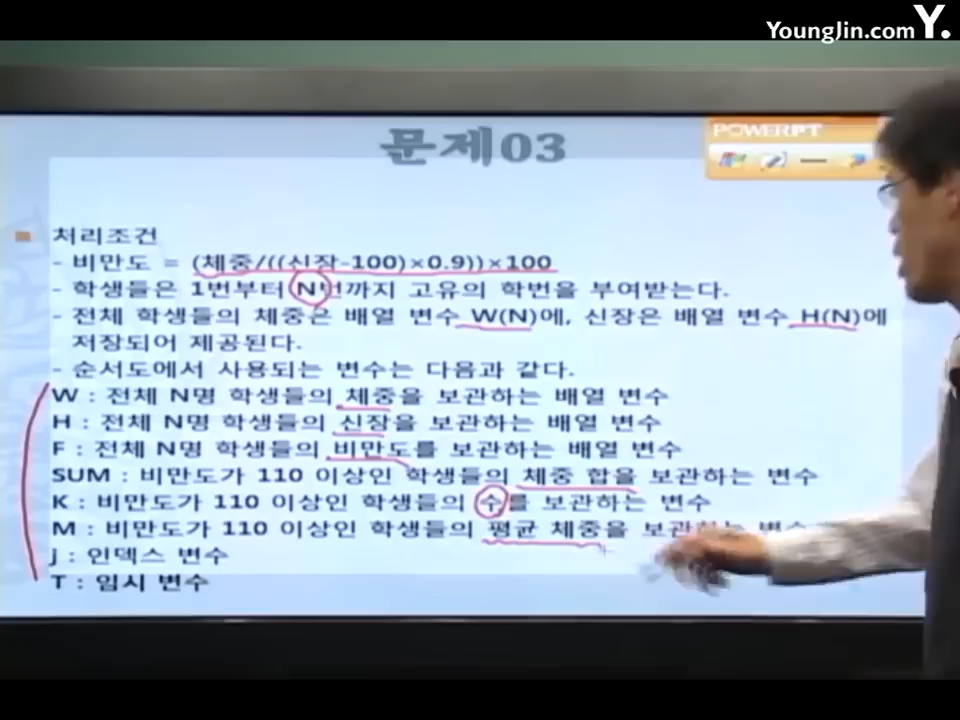 YoungJin.com Y.
문제03
POWERPT
처리조건
- 비만도 = (체중/((신장-100)×0.9))×100
- 학생들은 1번부터 N번까지 고유의 학번을 부여받는다.
- 전체 학생들의 체중은 배열 변수 W(N)에, 신장은 배열 변수 H(N)에
저장되어 제공된다.
- 순서도에서 사용되는 변수는 다음과 같다.
W : 전체 N명 학생들의 체중을 보관하는 배열 변수
H : 전체 N명 학생들의 신장을 보관하는 배열 변수
F : 전체 N명 학생들의 비만도를 보관하는 배열 변수
SUM : 비만도가 110 이상인 학생들의 체중 합을 보관하는 변수
K : 비만도가 110 이상인 학생들의 수를 보관하는 변수
M : 비만도가 110 이상인 학생들의 평균 체중을 보관하는 변수
J : 인덱스 변수
T : 임시 변수